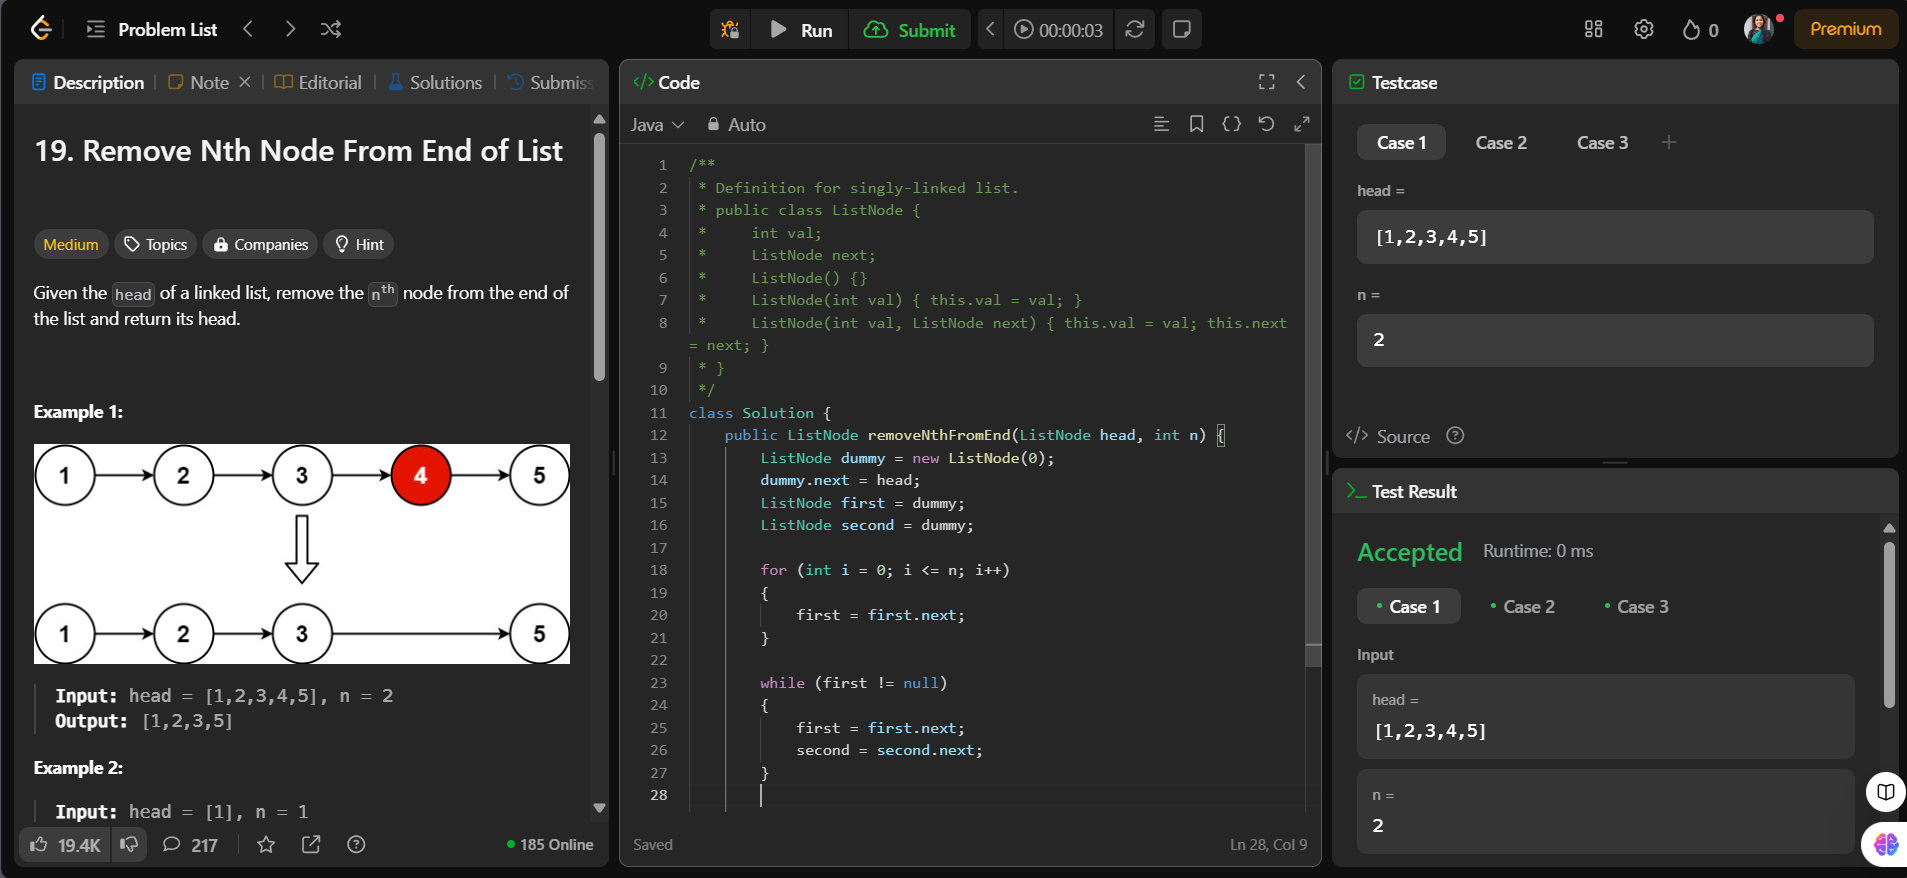 Problem List
Run
Submit
00:00:03
0
Premium
Description
Note
Editorial
Solutions
Submiss
19. Remove Nth Node From End of List
Medium
Topics
Companies
Hint
Given the head of a linked list, remove the nth node from the end of
the list and return its head.
Example 1:
1 2 3 4 5
1 2 3 5
Input: head = [1,2,3,4,5], n = 2
Output: [1,2,3,5]
Example 2:
Input: head = [1], n = 1
19.4K
217
185 Online
</> Code
Java
Auto
1 /**
2 * Definition for singly-linked list.
3 * public class ListNode {
4 *     int val;
5 *     ListNode next;
6 *     ListNode() {}
7 *     ListNode(int val) { this.val = val; }
8 *     ListNode(int val, ListNode next) { this.val = val; this.next
= next; }
9 * }
10 */
11 class Solution {
12     public ListNode removeNthFromEnd(ListNode head, int n) {
13         ListNode dummy = new ListNode(0);
14         dummy.next = head;
15         ListNode first = dummy;
16         ListNode second = dummy;
17
18         for (int i = 0; i <= n; i++)
19         {
20             first = first.next;
21         }
22
23         while (first != null)
24         {
25             first = first.next;
26             second = second.next;
27         }
28
Saved
Ln 28, Col 9
Testcase
Case 1
Case 2
Case 3
+
head =
[1,2,3,4,5]
n =
2
</> Source
Test Result
Accepted
Runtime: 0 ms
Case 1
Case 2
Case 3
Input
head =
[1,2,3,4,5]
n =
2